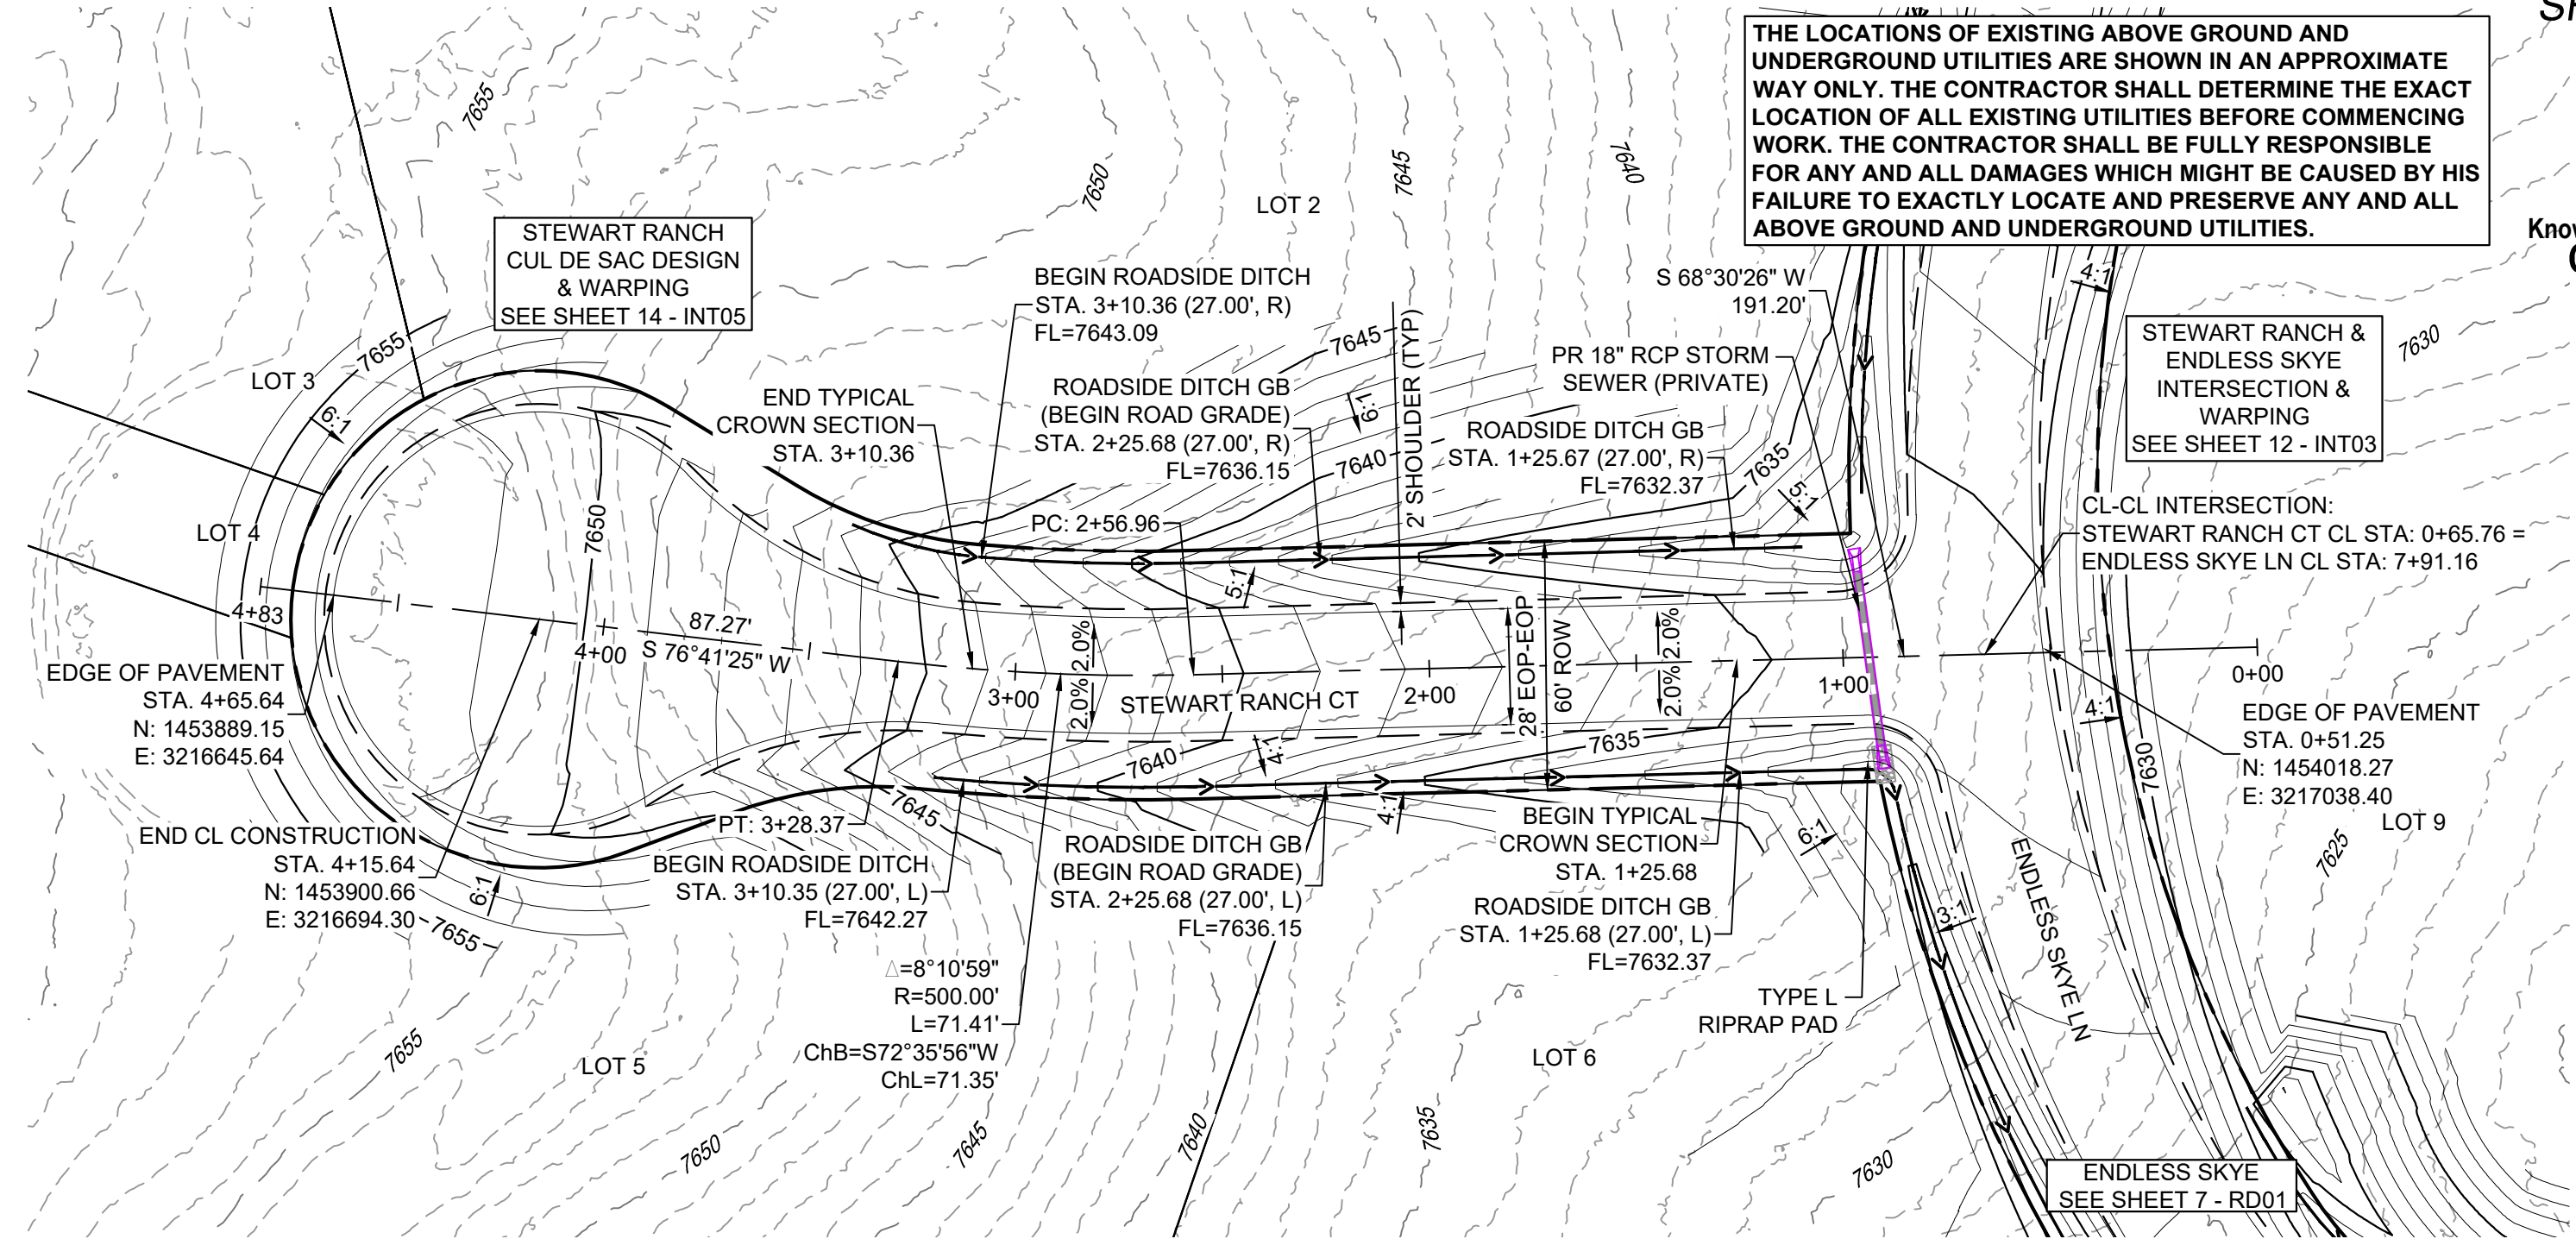 THE LOCATIONS OF EXISTING ABOVE GROUND AND
UNDERGROUND UTILITIES ARE SHOWN IN AN APPROXIMATE
WAY ONLY. THE CONTRACTOR SHALL DETERMINE THE EXACT
LOCATION OF ALL EXISTING UTILITIES BEFORE COMMENCING
WORK. THE CONTRACTOR SHALL BE FULLY RESPONSIBLE
FOR ANY AND ALL DAMAGES WHICH MIGHT BE CAUSED BY HIS
FAILURE TO EXACTLY LOCATE AND PRESERVE ANY AND ALL
ABOVE GROUND AND UNDERGROUND UTILITIES.
7655
7650
7645
7640
LOT 2
STEWART RANCH
CUL DE SAC DESIGN
& WARPING
SEE SHEET 14 - INT05
BEGIN ROADSIDE DITCH
STA. 3+10.36 (27.00', R)
FL=7643.09
S 68°30'26" W
191.20'
4:1
STEWART RANCH &
ENDLESS SKYE
INTERSECTION &
WARPING
SEE SHEET 12 - INT03
7630
7655
LOT 3
6:1
END TYPICAL
CROWN SECTION
STA. 3+10.36
ROADSIDE DITCH GB
(BEGIN ROAD GRADE)
STA. 2+25.68 (27.00', R)
FL=7636.15
7645
6:1
7640
2' SHOULDER (TYP)
PR 18" RCP STORM
SEWER (PRIVATE)
ROADSIDE DITCH GB
STA. 1+25.67 (27.00', R)
FL=7632.37
7635
5:1
CL-CL INTERSECTION:
STEWART RANCH CT CL STA: 0+65.76 =
ENDLESS SKYE LN CL STA: 7+91.16
LOT 4
7650
PC: 2+56.96
5:1
4+83
87.27'
S 76°41'25" W
4+00
3+00
2.0% 2.0%
STEWART RANCH CT
2+00
28' EOP-EOP
60' ROW
2.0% 2.0%
1+00
0+00
EDGE OF PAVEMENT
STA. 4+65.64
N: 1453889.15
E: 3216645.64
4:1
EDGE OF PAVEMENT
STA. 0+51.25
N: 1454018.27
E: 3217038.40
7640
4:1
7635
7630
7645
PT: 3+28.37
4:1
LOT 9
7625
END CL CONSTRUCTION
STA. 4+15.64
N: 1453900.66
E: 3216694.30
6:1
7655
BEGIN ROADSIDE DITCH
STA. 3+10.35 (27.00', L)
FL=7642.27
ROADSIDE DITCH GB
(BEGIN ROAD GRADE)
STA. 2+25.68 (27.00', L)
FL=7636.15
BEGIN TYPICAL
CROWN SECTION
STA. 1+25.68
6:1
ROADSIDE DITCH GB
STA. 1+25.68 (27.00', L)
FL=7632.37
3:1
ENDLESS SKYE LN
Δ=8°10'59"
R=500.00'
L=71.41'
ChB=S72°35'56"W
ChL=71.35'
TYPE L
RIPRAP PAD
7655
LOT 5
LOT 6
7650
7645
7640
7635
7630
ENDLESS SKYE
SEE SHEET 7 - RD01